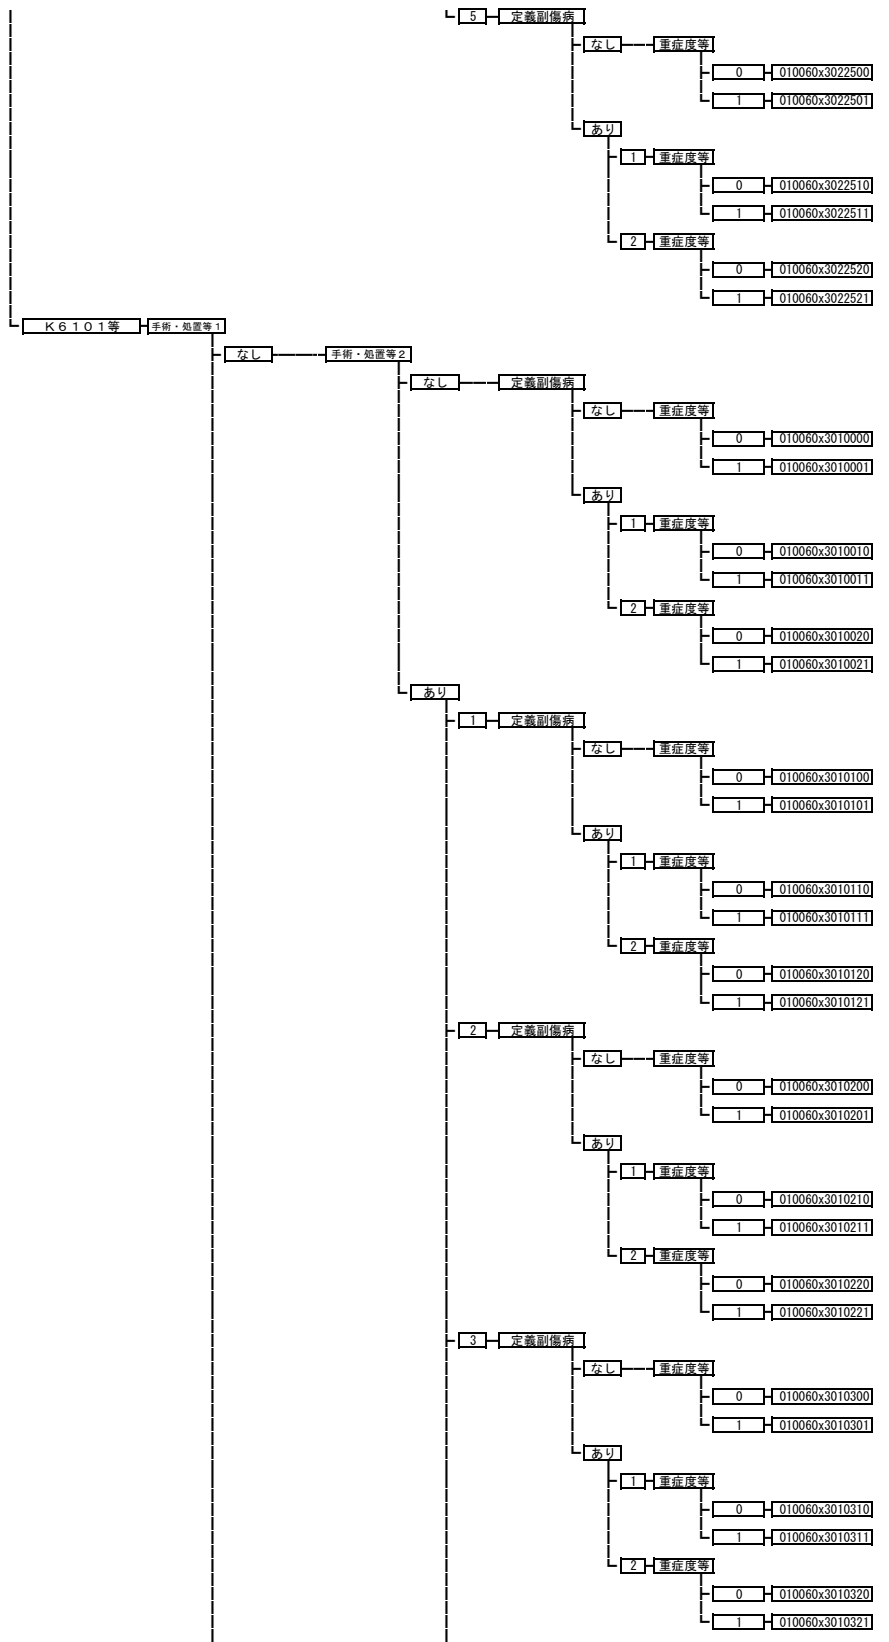 5 定義副傷病
なし 重症度等
0 010060x3022500
1 010060x3022501
あり
1 重症度等
0 010060x3022510
1 010060x3022511
2 重症度等
0 010060x3022520
1 010060x3022521
K6101等 手術・処置等1
なし 手術・処置等2
なし 定義副傷病
なし 重症度等
0 010060x3010000
1 010060x3010001
あり
1 重症度等
0 010060x3010010
1 010060x3010011
2 重症度等
0 010060x3010020
1 010060x3010021
あり
1 定義副傷病
なし 重症度等
0 010060x3010100
1 010060x3010101
あり
1 重症度等
0 010060x3010110
1 010060x3010111
2 重症度等
0 010060x3010120
1 010060x3010121
2 定義副傷病
なし 重症度等
0 010060x3010200
1 010060x3010201
あり
1 重症度等
0 010060x3010210
1 010060x3010211
2 重症度等
0 010060x3010220
1 010060x3010221
3 定義副傷病
なし 重症度等
0 010060x3010300
1 010060x3010301
あり
1 重症度等
0 010060x3010310
1 010060x3010311
2 重症度等
0 010060x3010320
1 010060x3010321